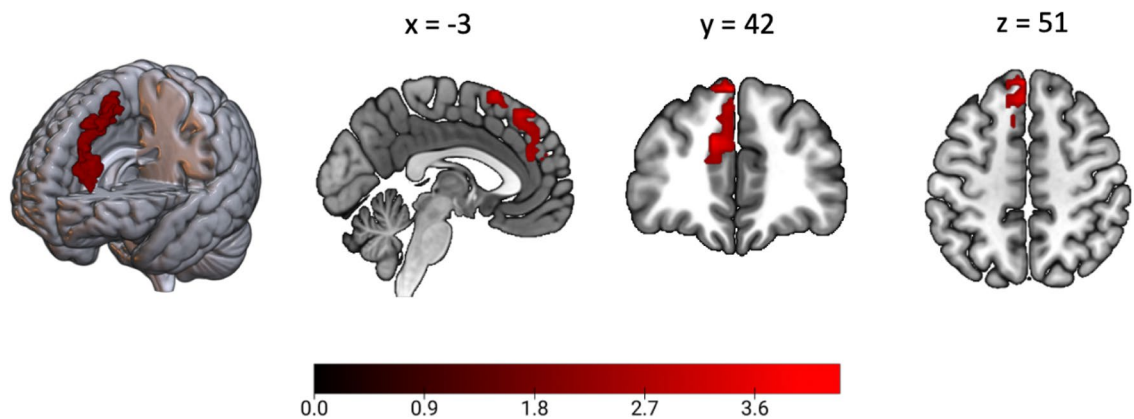 x = -3
y = 42
z = 51
0.0 0.9 1.8 2.7 3.6